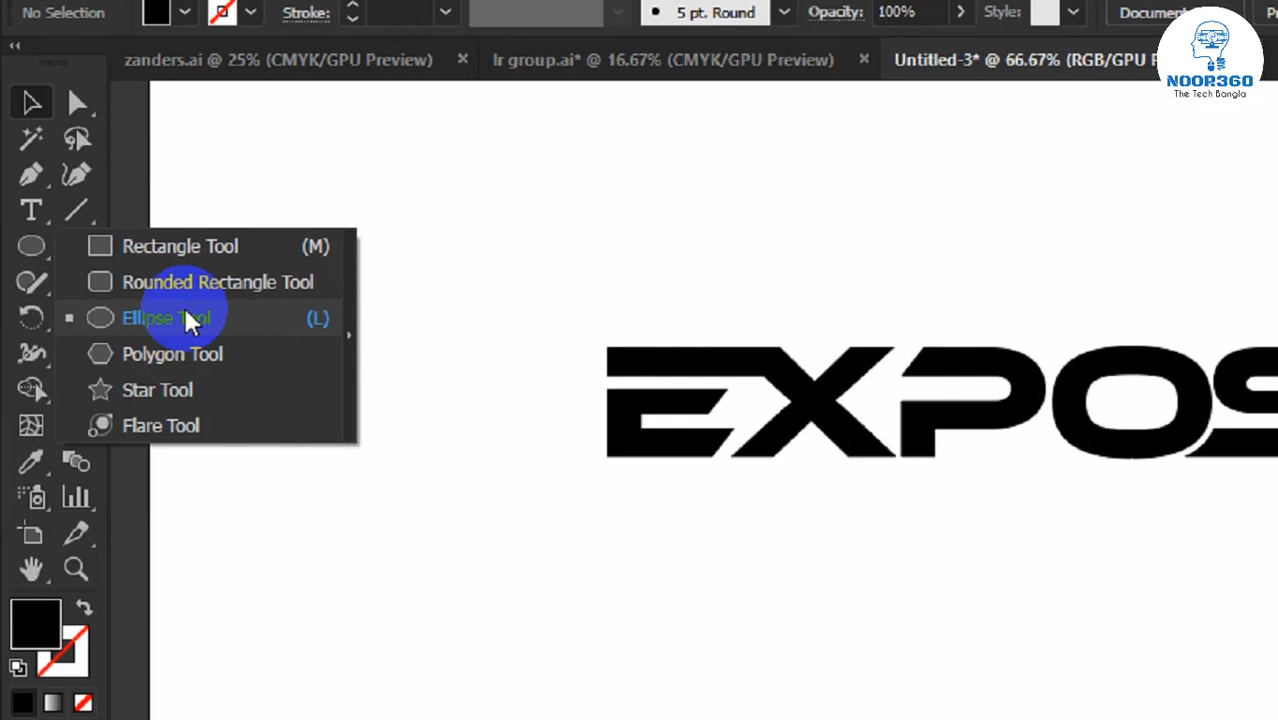 No Selection Stroke: 5 pt. Round Opacity: 100% Style: Document
zanders.ai @ 25% (CMYK/GPU Preview) × lr group.ai* @ 16.67% (CMYK/GPU Preview) × Untitled-3* @ 66.67% (RGB/GPU P
NOOR360
The Tech Bangla
T
Rectangle Tool (M)
Rounded Rectangle Tool
Ellipse Tool (L)
Polygon Tool
Star Tool
Flare Tool
EXPOS